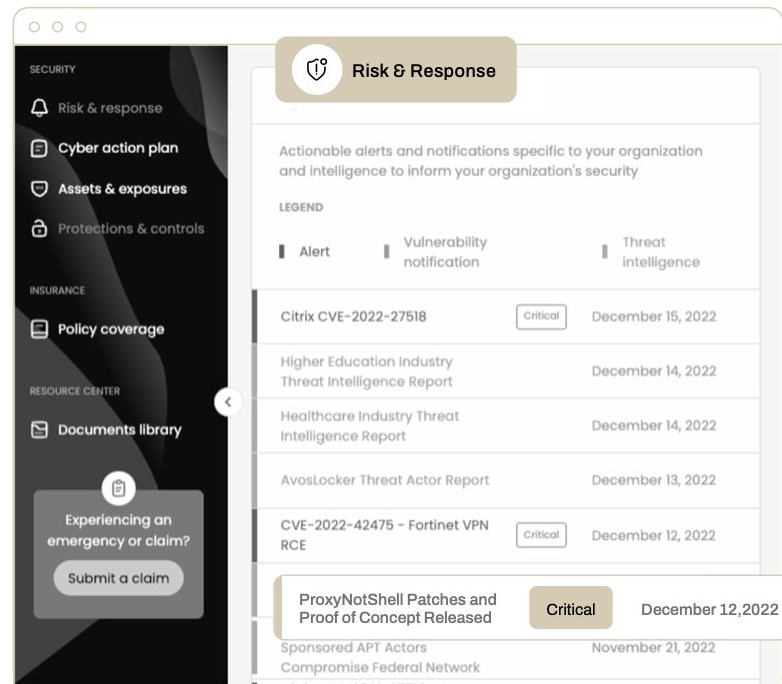 SECURITY
Risk & response
Cyber action plan
Assets & exposures
Protections & controls
INSURANCE
Policy coverage
RESOURCE CENTER
Documents library
Experiencing an
emergency or claim?
Submit a claim
Risk & Response
Actionable alerts and notifications specific to your organization
and intelligence to inform your organization's security
LEGEND
Alert
Vulnerability
notification
Threat
intelligence
Citrix CVE-2022-27518 Critical December 15, 2022
Higher Education Industry
Threat Intelligence Report December 14, 2022
Healthcare Industry Threat
Intelligence Report December 14, 2022
AvosLocker Threat Actor Report December 13, 2022
CVE-2022-42475 - Fortinet VPN
RCE Critical December 12, 2022
ProxyNotShell Patches and
Proof of Concept Released Critical December 12,2022
Sponsored APT Actors November 21, 2022
Compromise Federal Network